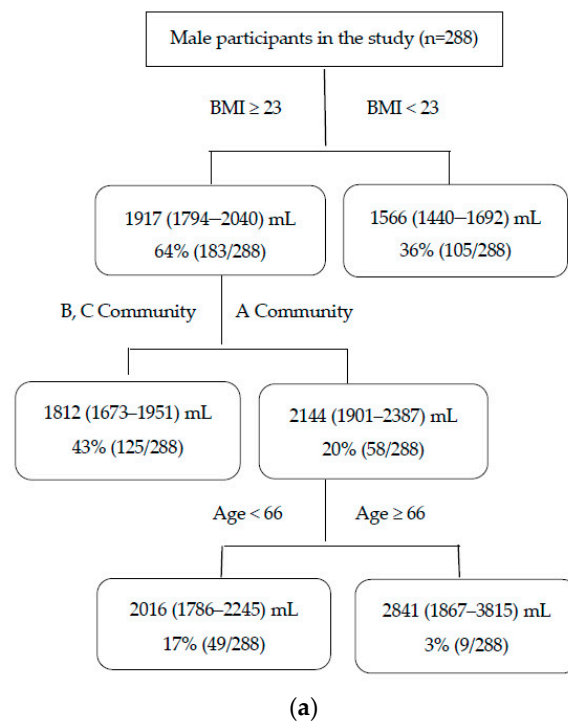 Male participants in the study (n=288)
BMI ≥ 23 BMI < 23
1917 (1794–2040) mL
64% (183/288)
1566 (1440–1692) mL
36% (105/288)
B, C Community A Community
1812 (1673–1951) mL
43% (125/288)
2144 (1901–2387) mL
20% (58/288)
Age < 66 Age ≥ 66
2016 (1786–2245) mL
17% (49/288)
2841 (1867–3815) mL
3% (9/288)
(a)